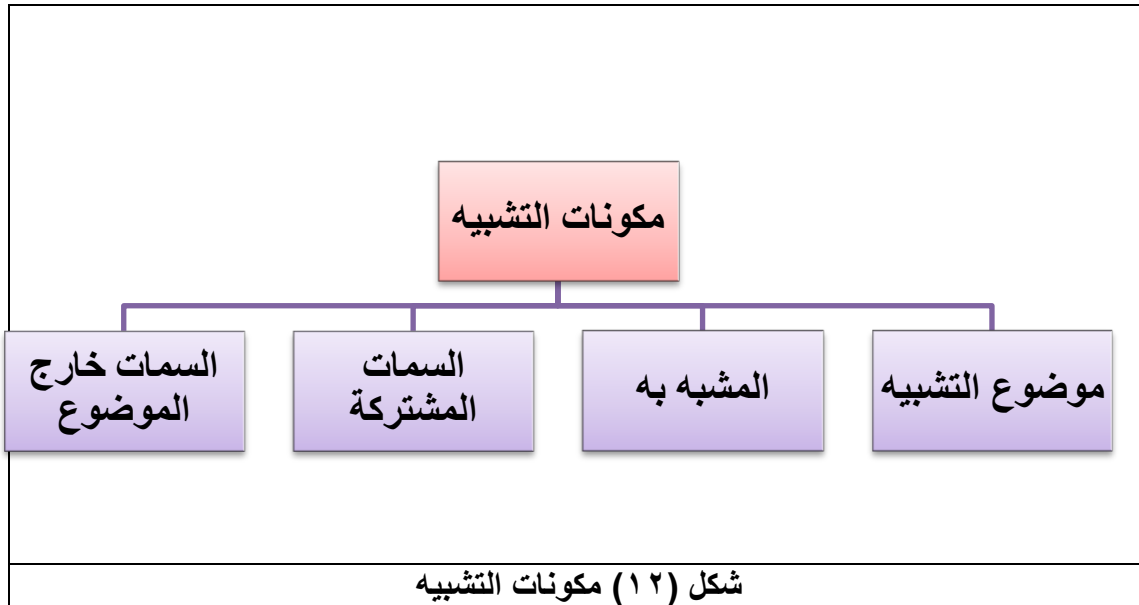 مكونات التشبيه
موضوع التشبيه
المشبه به
السمات
المشتركة
السمات خارج
الموضوع
شكل (١٢) مكونات التشبيه